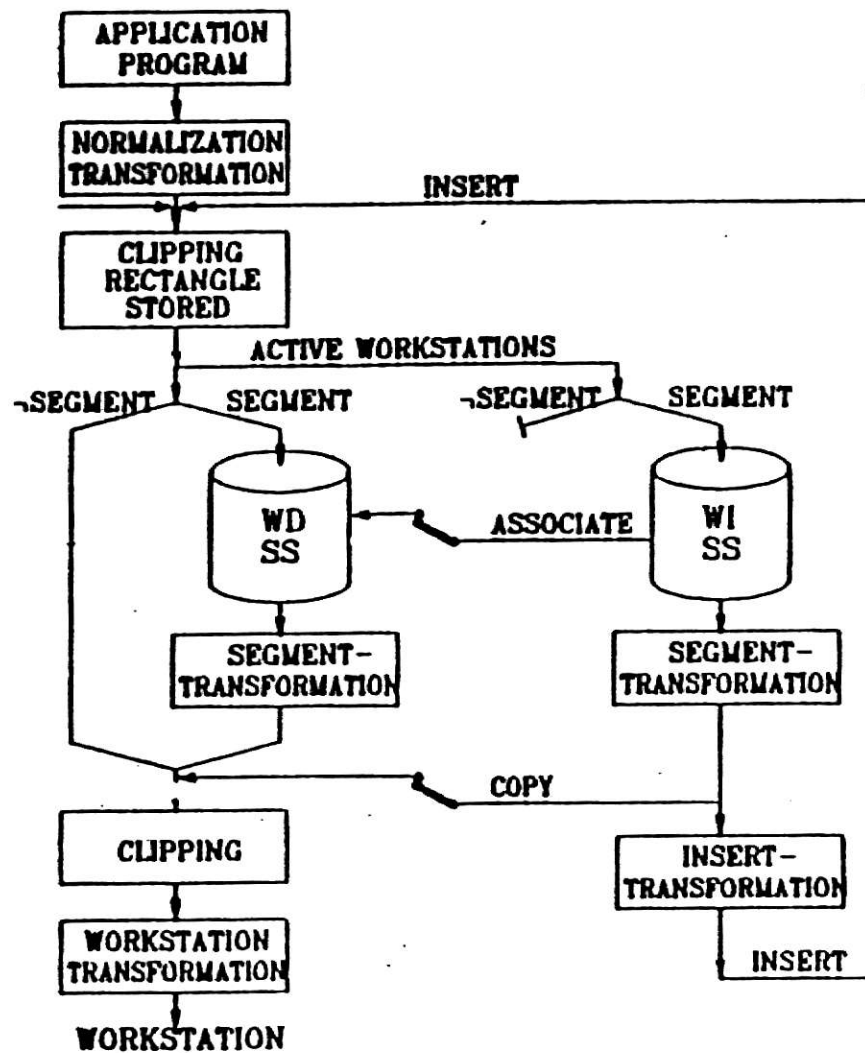 APPLICATION
PROGRAM
NORMALIZATION
TRANSFORMATION
INSERT
CLIPPING
RECTANGLE
STORED
ACTIVE WORKSTATIONS
¬SEGMENT
SEGMENT
¬SEGMENT
SEGMENT
WD
SS
ASSOCIATE
WI
SS
SEGMENT-
TRANSFORMATION
SEGMENT-
TRANSFORMATION
COPY
CLIPPING
INSERT-
TRANSFORMATION
WORKSTATION
TRANSFORMATION
INSERT
WORKSTATION